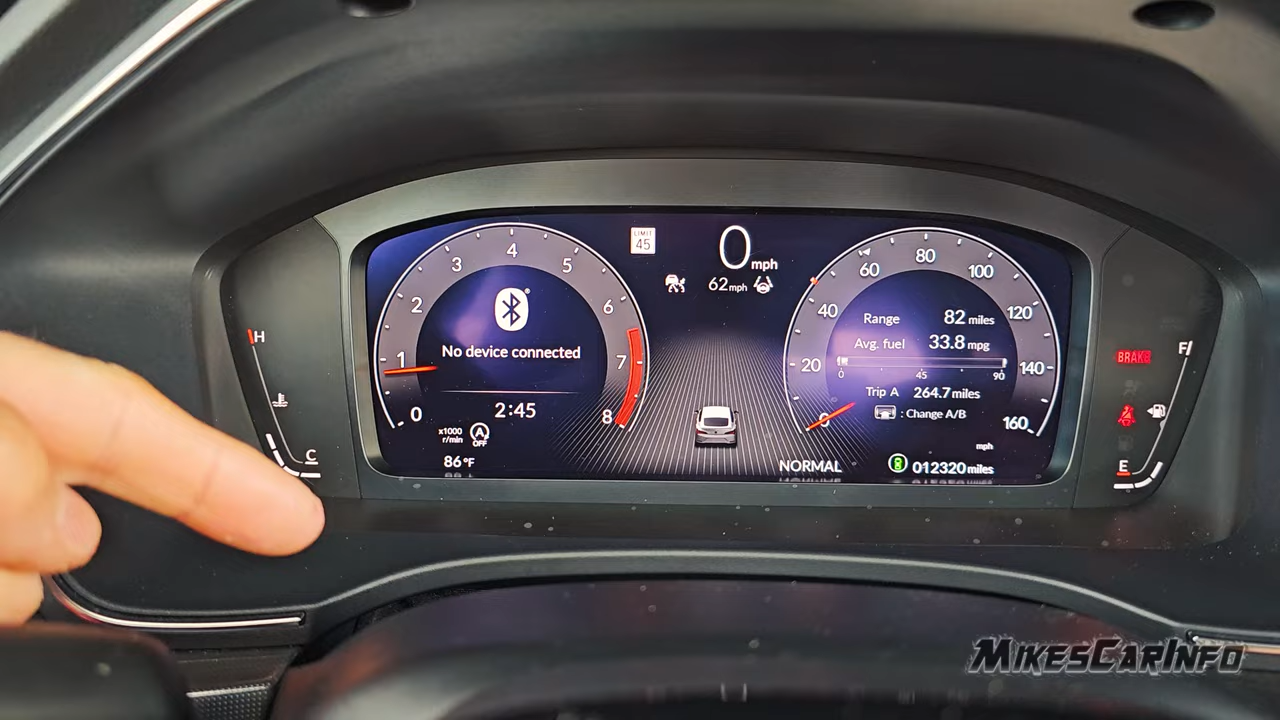 H
C
4
3
5
2
6
1
7
0
8
No device connected
2:45
x1000
r/min
A
OFF
86 °F
LIMIT
45
0 mph
62 mph
NORMAL
80
60
100
40
120
20
140
0
160
Range 82 miles
Avg. fuel 33.8 mpg
0 45 90
Trip A 264.7 miles
: Change A/B
mph
012320 miles
F
BRAKE
E
MIKESCARINFO